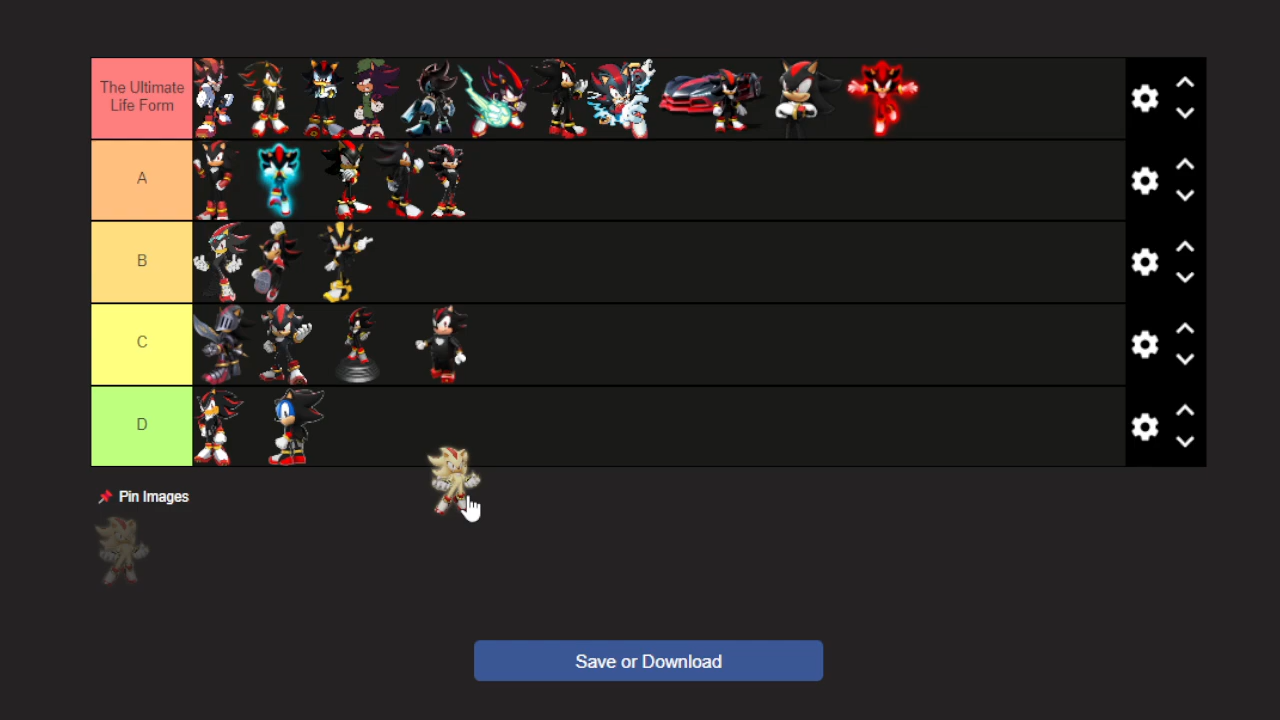 The Ultimate
Life Form
A
B
C
D
Pin Images
Save or Download